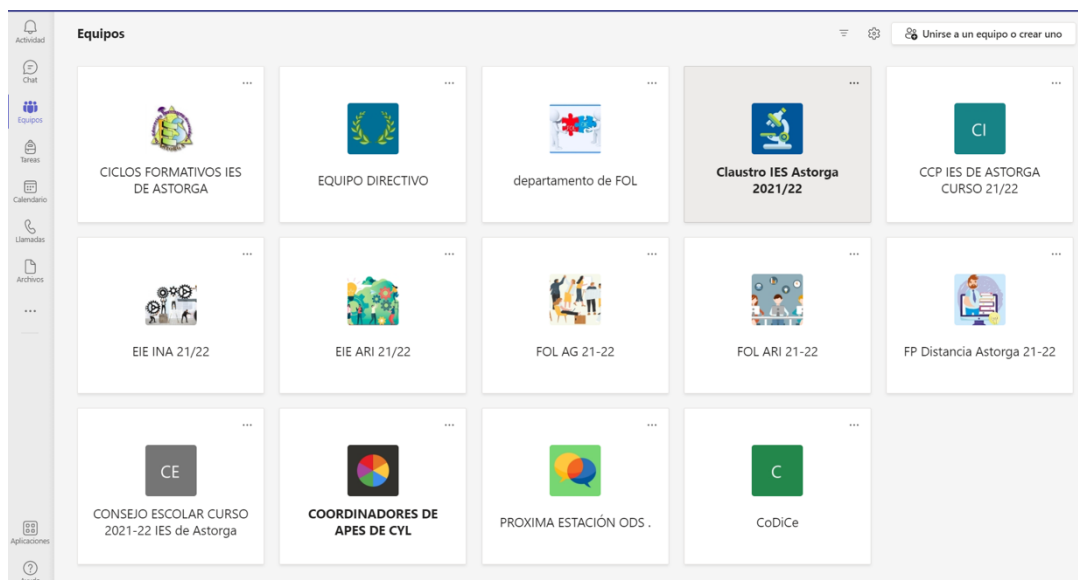 Actividad
Chat
Equipos
Tareas
Calendario
Llamadas
Archivos
Aplicaciones
Equipos
Unirse a un equipo o crear uno
CICLOS FORMATIVOS IES
DE ASTORGA
EQUIPO DIRECTIVO
departamento de FOL
Claustro IES Astorga
2021/22
CI
CCP IES DE ASTORGA
CURSO 21/22
EIE INA 21/22
EIE ARI 21/22
FOL AG 21-22
FOL ARI 21-22
FP Distancia Astorga 21-22
CE
CONSEJO ESCOLAR CURSO
2021-22 IES de Astorga
COORDINADORES DE
APES DE CYL
PROXIMA ESTACIÓN ODS .
C
CoDiCe